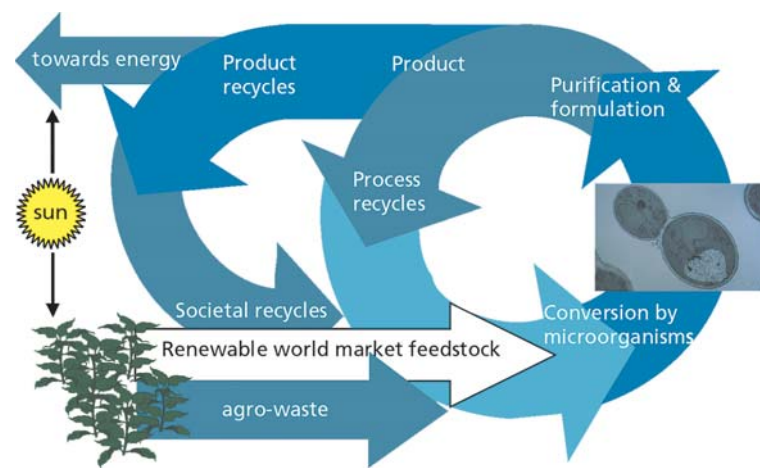 towards energy
Product
recycles
Product
Purification &
formulation
Process
recycles
sun
Societal recycles
Conversion by
microorganisms
Renewable world market feedstock
agro-waste